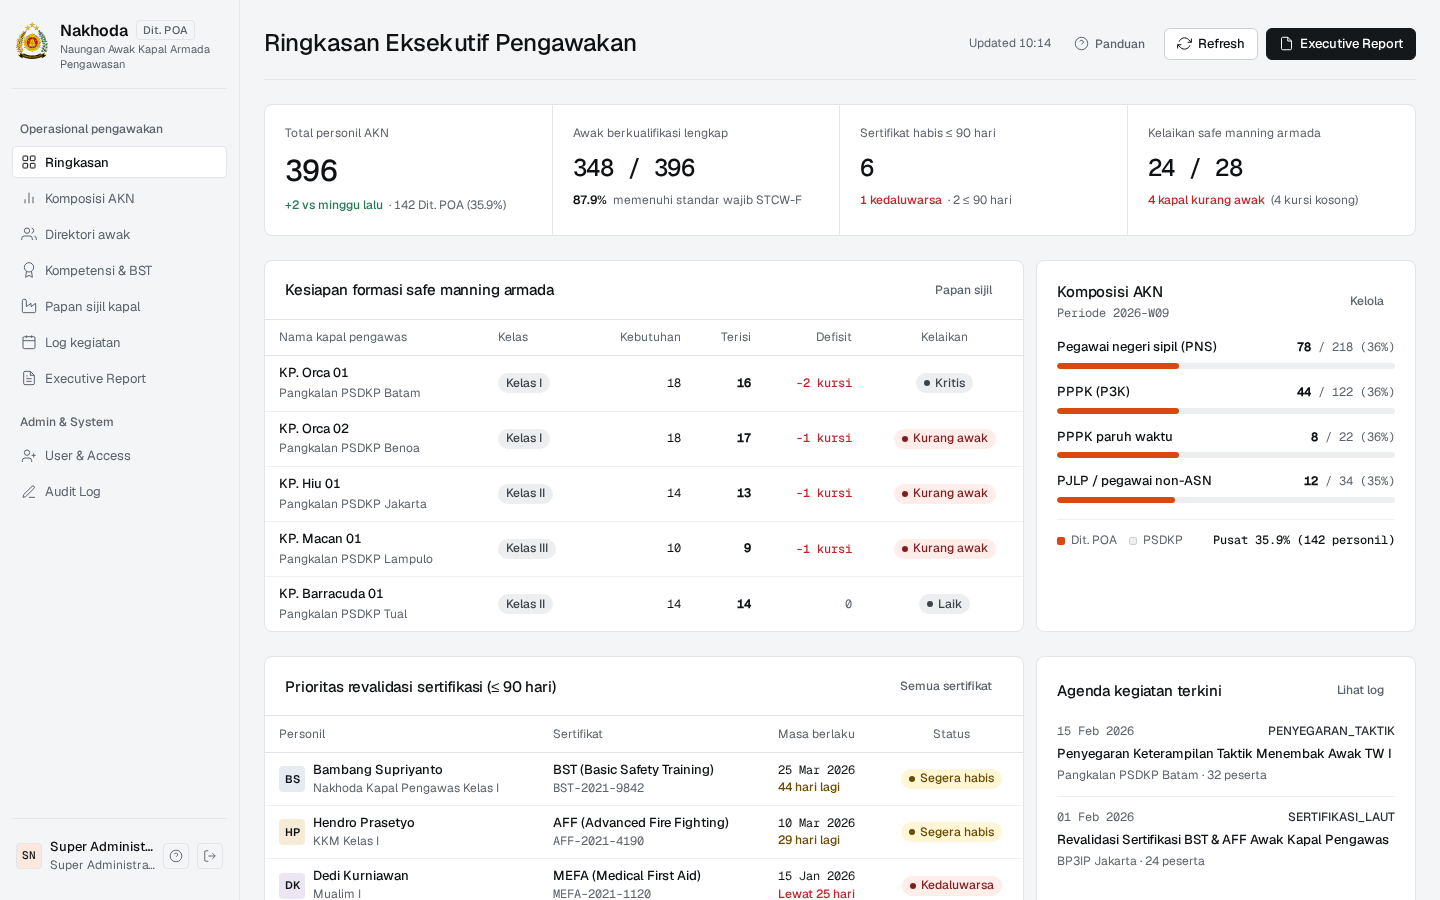 Nakhoda Dit. POA
Naungan Awak Kapal Armada
Pengawasan
Operasional pengawakan
Ringkasan
Komposisi AKN
Direktori awak
Kompetensi & BST
Papan sijil kapal
Log kegiatan
Executive Report
Admin & System
User & Access
Audit Log
SN
Super Administ...
Super Administra...
Ringkasan Eksekutif Pengawakan
Updated 10:14
Panduan
Refresh
Executive Report
Total personil AKN
396
+2 vs minggu lalu · 142 Dit. POA (35.9%)
Awak berkualifikasi lengkap
348 / 396
87.9% memenuhi standar wajib STCW-F
Sertifikat habis ≤ 90 hari
6
1 kedaluwarsa · 2 ≤ 90 hari
Kelaikan safe manning armada
24 / 28
4 kapal kurang awak (4 kursi kosong)
Kesiapan formasi safe manning armada
Papan sijil
Nama kapal pengawas Kelas Kebutuhan Terisi Defisit Kelaikan
KP. Orca 01
Pangkalan PSDKP Batam
Kelas I 18 16 -2 kursi Kritis
KP. Orca 02
Pangkalan PSDKP Benoa
Kelas I 18 17 -1 kursi Kurang awak
KP. Hiu 01
Pangkalan PSDKP Jakarta
Kelas II 14 13 -1 kursi Kurang awak
KP. Macan 01
Pangkalan PSDKP Lampulo
Kelas III 10 9 -1 kursi Kurang awak
KP. Barracuda 01
Pangkalan PSDKP Tual
Kelas II 14 14 0 Laik
Komposisi AKN
Periode 2026-W09
Kelola
Pegawai negeri sipil (PNS) 78 / 218 (36%)
PPPK (P3K) 44 / 122 (36%)
PPPK paruh waktu 8 / 22 (36%)
PJLP / pegawai non-ASN 12 / 34 (35%)
Dit. POA PSDKP Pusat 35.9% (142 personil)
Prioritas revalidasi sertifikasi (≤ 90 hari)
Semua sertifikat
Personil Sertifikat Masa berlaku Status
BS
Bambang Supriyanto
Nakhoda Kapal Pengawas Kelas I
BST (Basic Safety Training)
BST-2021-9842
25 Mar 2026
44 hari lagi
Segera habis
HP
Hendro Prasetyo
KKM Kelas I
AFF (Advanced Fire Fighting)
AFF-2021-4190
10 Mar 2026
29 hari lagi
Segera habis
DK
Dedi Kurniawan
Mualim I
MEFA (Medical First Aid)
MEFA-2021-1120
15 Jan 2026
Lewat 25 hari
Kedaluwarsa
Agenda kegiatan terkini
Lihat log
15 Feb 2026 PENYEGARAN_TAKTIK
Penyegaran Keterampilan Taktik Menembak Awak TW I
Pangkalan PSDKP Batam · 32 peserta
01 Feb 2026 SERTIFIKASI_LAUT
Revalidasi Sertifikasi BST & AFF Awak Kapal Pengawas
BP3IP Jakarta · 24 peserta